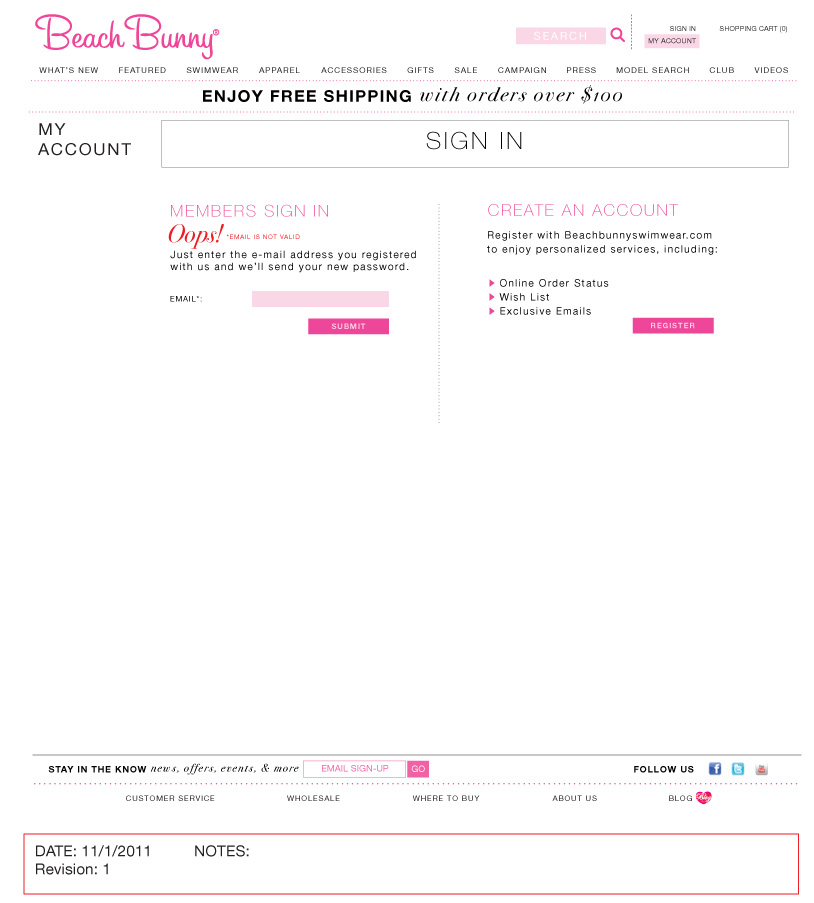 Beach Bunny®
SEARCH
SIGN IN
MY ACCOUNT
SHOPPING CART (0)
WHAT'S NEW FEATURED SWIMWEAR APPAREL ACCESSORIES GIFTS SALE CAMPAIGN PRESS MODEL SEARCH CLUB VIDEOS
ENJOY FREE SHIPPING with orders over $100
MY
ACCOUNT
SIGN IN
MEMBERS SIGN IN
Oops! *EMAIL IS NOT VALID
Just enter the e-mail address you registered
with us and we'll send your new password.
EMAIL*:
SUBMIT
CREATE AN ACCOUNT
Register with Beachbunnyswimwear.com
to enjoy personalized services, including:
Online Order Status
Wish List
Exclusive Emails
REGISTER
STAY IN THE KNOW news, offers, events, & more EMAIL SIGN-UP GO FOLLOW US
CUSTOMER SERVICE WHOLESALE WHERE TO BUY ABOUT US BLOG Blog
DATE: 11/1/2011 NOTES:
Revision: 1